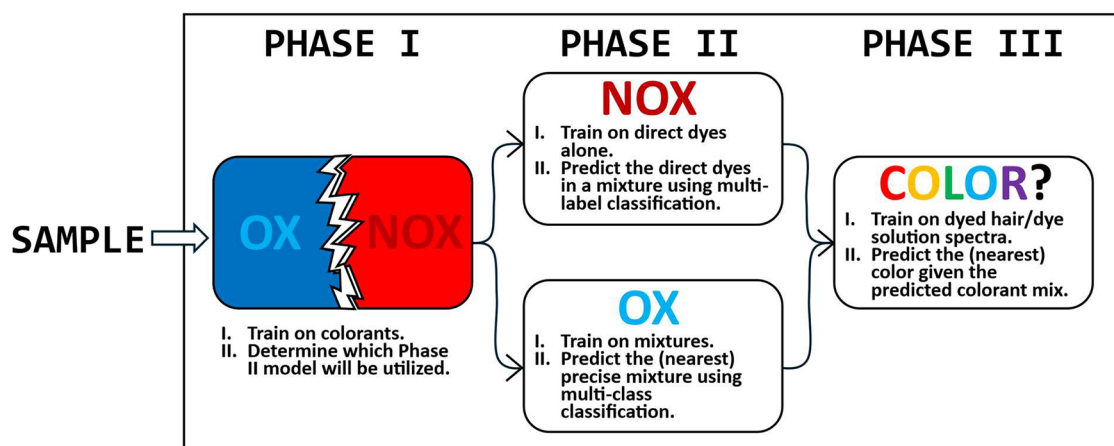 PHASE I
PHASE II
PHASE III
SAMPLE
OX
NOX
I. Train on colorants.
II. Determine which Phase
II model will be utilized.
NOX
I. Train on direct dyes
alone.
II. Predict the direct dyes
in a mixture using multi-
label classification.
OX
I. Train on mixtures.
II. Predict the (nearest)
precise mixture using
multi-class
classification.
COLOR?
I. Train on dyed hair/dye
solution spectra.
II. Predict the (nearest)
color given the
predicted colorant mix.